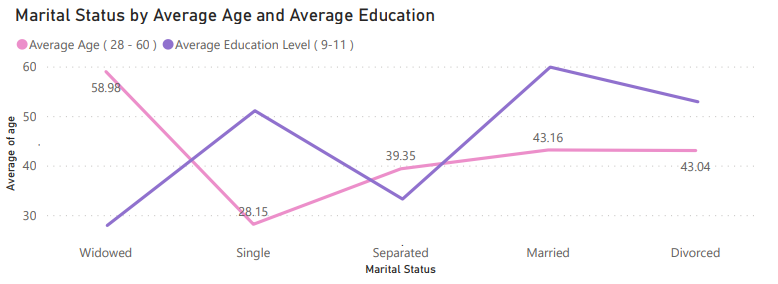 Marital Status by Average Age and Average Education
Average Age ( 28 - 60 ) Average Education Level ( 9-11 )
60
50
40
30
Average of age
58.98
28.15
39.35
43.16
43.04
Widowed Single Separated Married Divorced
Marital Status